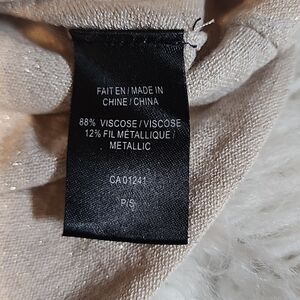 FAIT EN / MADE IN
CHINE / CHINA
88% VISCOSE / VISCOSE
12% FIL MÉTALLIQUE /
METALLIC
CA 01241
P/S